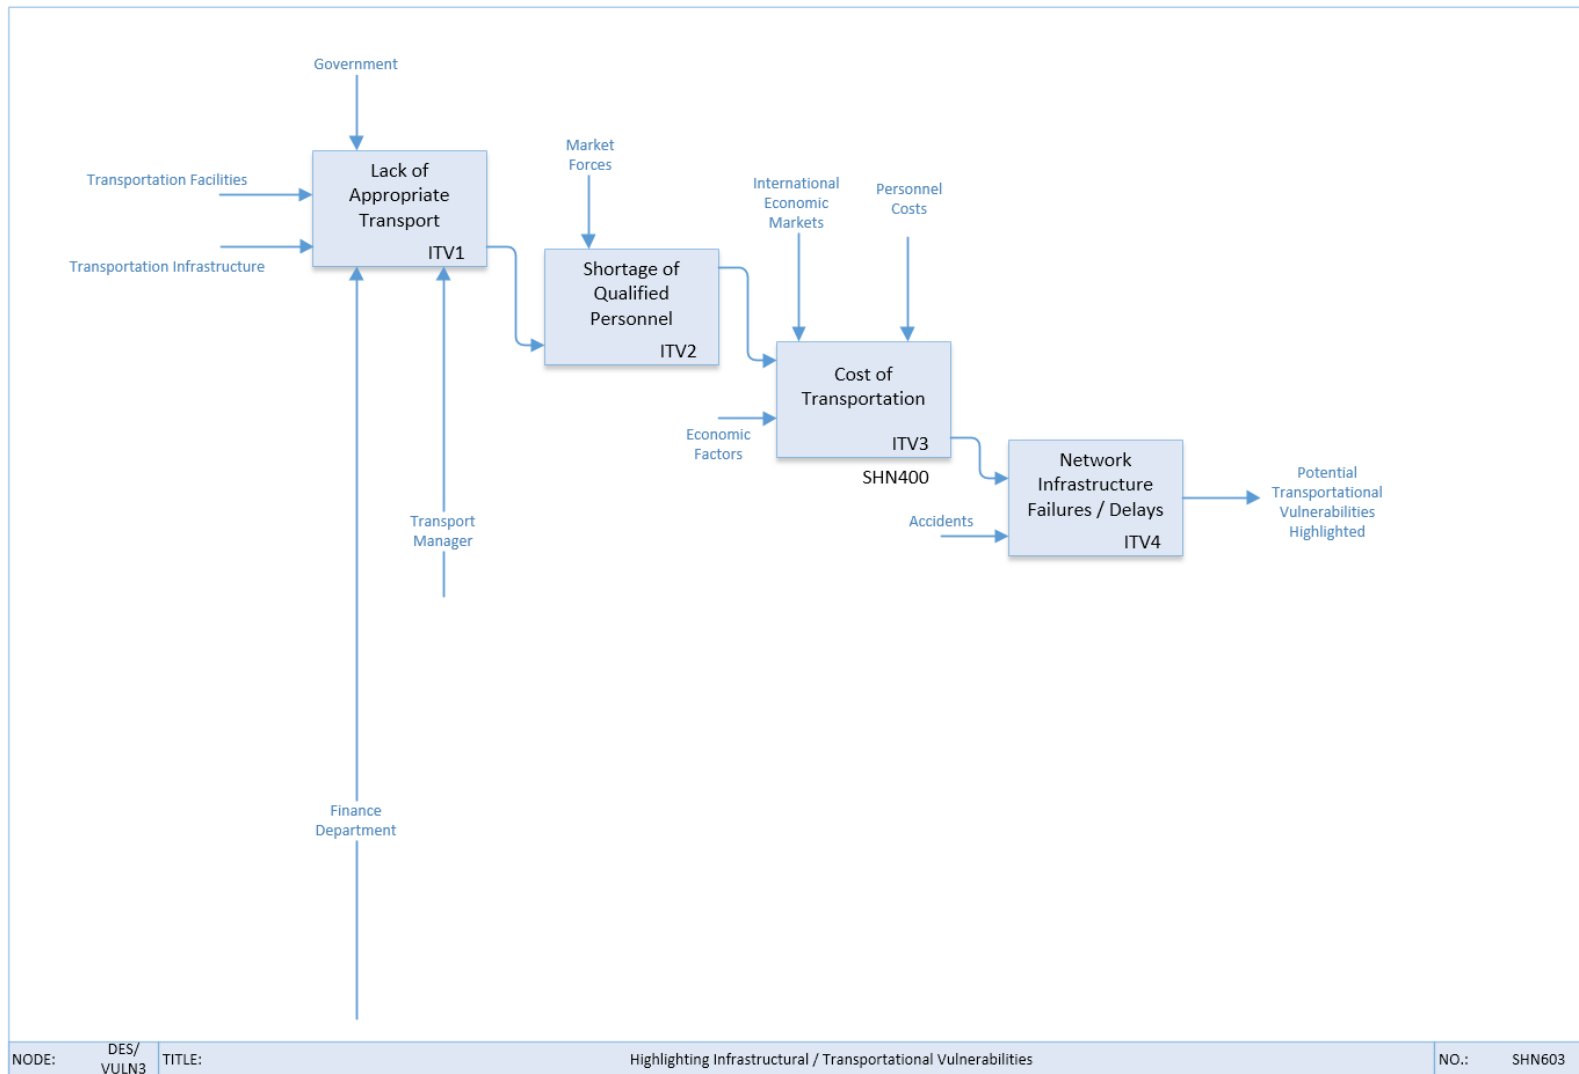 Government
Transportation Facilities
Transportation Infrastructure
Lack of
Appropriate
Transport
ITV1
Market
Forces
Shortage of
Qualified
Personnel
ITV2
International
Economic
Markets
Personnel
Costs
Economic
Factors
Cost of
Transportation
ITV3
SHN400
Accidents
Network
Infrastructure
Failures / Delays
ITV4
Potential
Transportational
Vulnerabilities
Highlighted
Transport
Manager
Finance
Department
NODE:
DES/
VULN3
TITLE:
Highlighting Infrastructural / Transportational Vulnerabilities
NO.:
SHN603